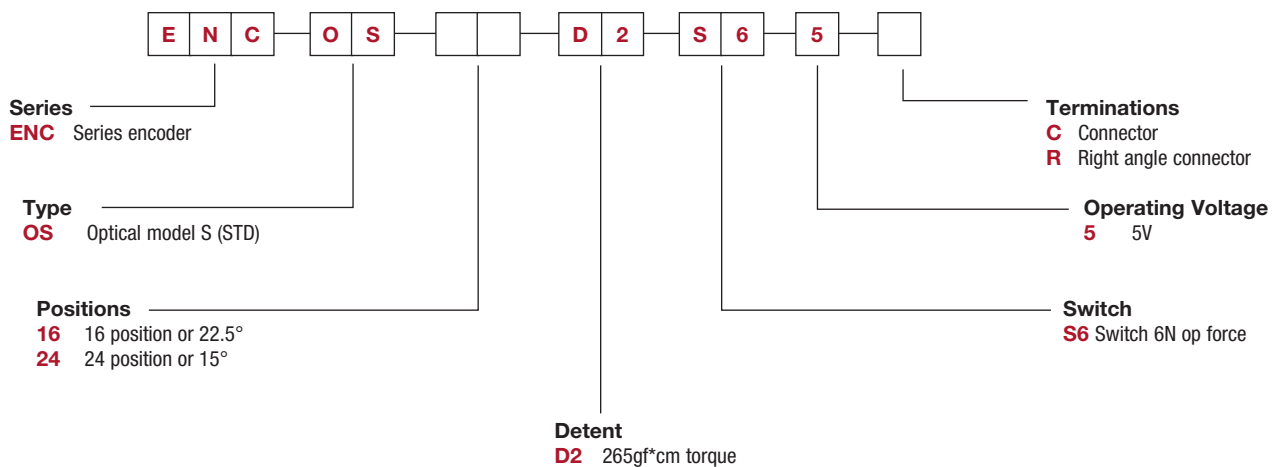 E N C O S D 2 S 6 5
Series
ENC Series encoder
Type
OS Optical model S (STD)
Positions
16 16 position or 22.5°
24 24 position or 15°
Detent
D2 265gf*cm torque
Terminations
C Connector
R Right angle connector
Operating Voltage
5 5V
Switch
S6 Switch 6N op force